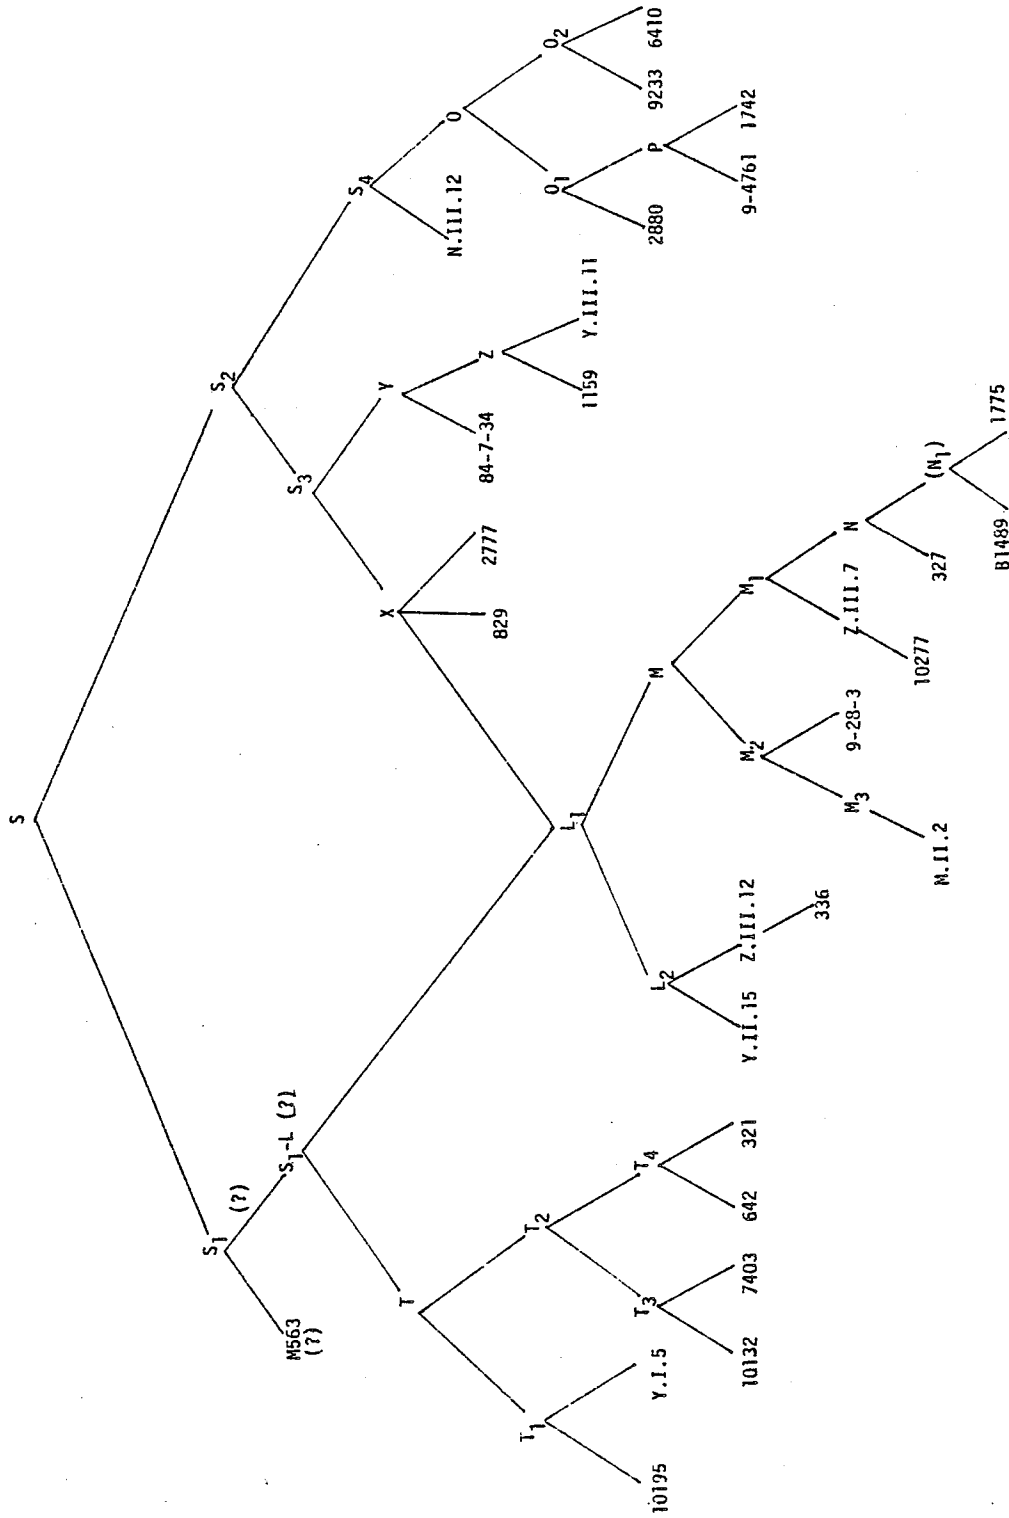 S
S1
(?)
S2
M563
(?)
S1-L (?)
S3
S4
T
X
Y
N.III.12
O
T1
T2
L1
829
2777
84-7-34
Z
O1
O2
10195
Y.I.5
T3
T4
L2
M
1159
Y.III.11
2880
P
9233
6410
10132
7403
642
321
Y.II.15
Z.III.12
336
M2
M1
9-4761
1742
M3
9-28-3
Z.III.7
N
M.II.2
10277
327
(N1)
B1489
1775